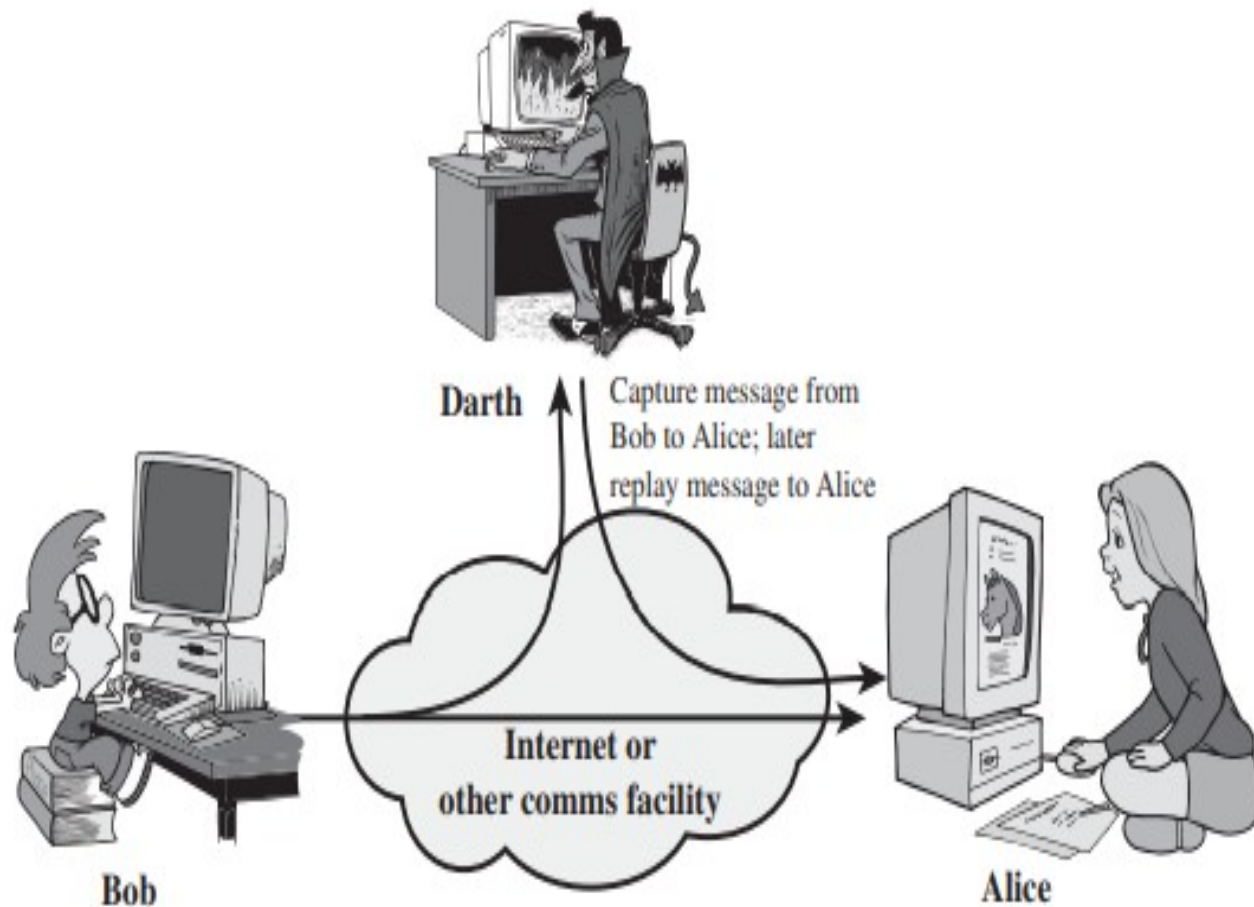 Darth
Capture message from
Bob to Alice; later
replay message to Alice
Internet or
other comms facility
Bob
Alice